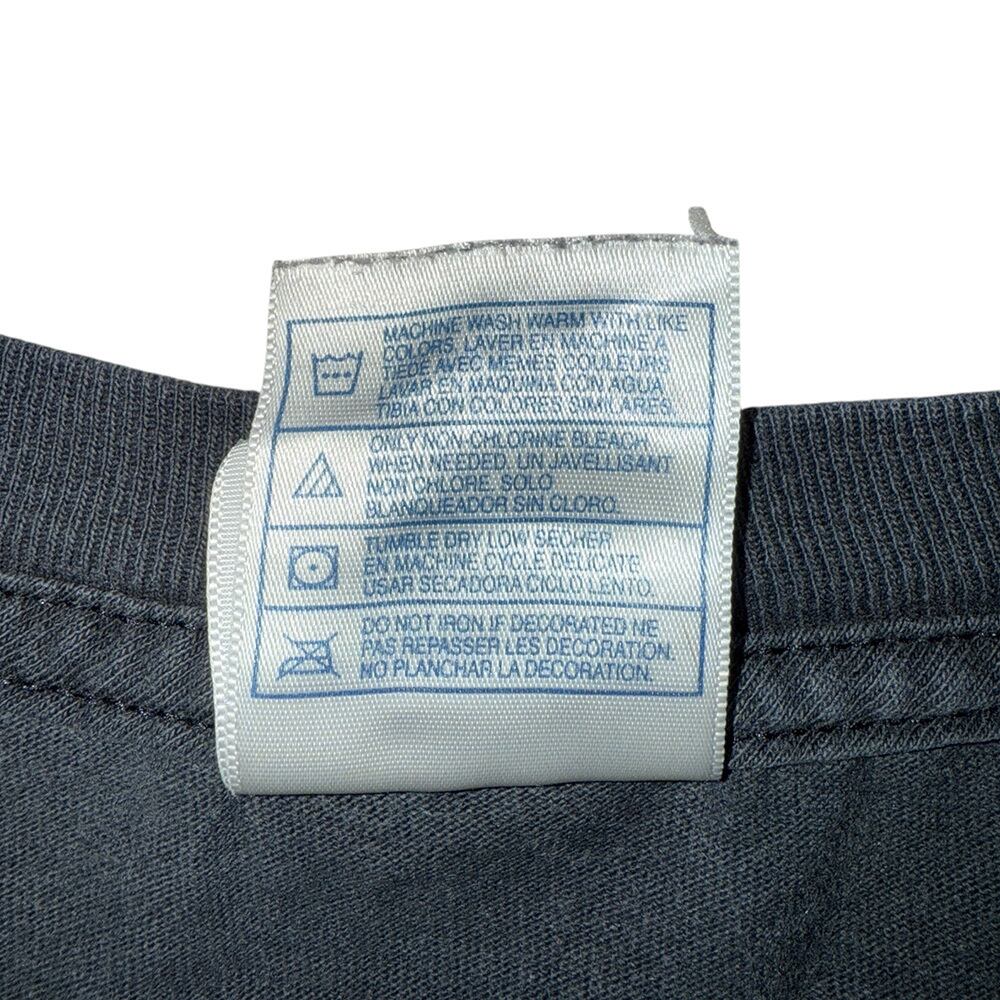 MACHINE WASH WARM WITH LIKE
COLORS. LAVER EN MACHINE A
TIEDE AVEC MEMES COULEURS.
LAVAR EN MAQUINA CON AGUA
TIBIA CON COLORES SIMILARES.
ONLY NON-CHLORINE BLEACH
WHEN NEEDED. UN JAVELLISANT
NON CHLORE. SOLO
BLANQUEADOR SIN CLORO.
TUMBLE DRY LOW SECHER
EN MACHINE CYCLE DELICATE
USAR SECADORA CICLO LENTO.
DO NOT IRON IF DECORATED NE
PAS REPASSER LES DECORATION.
NO PLANCHAR LA DECORATION.